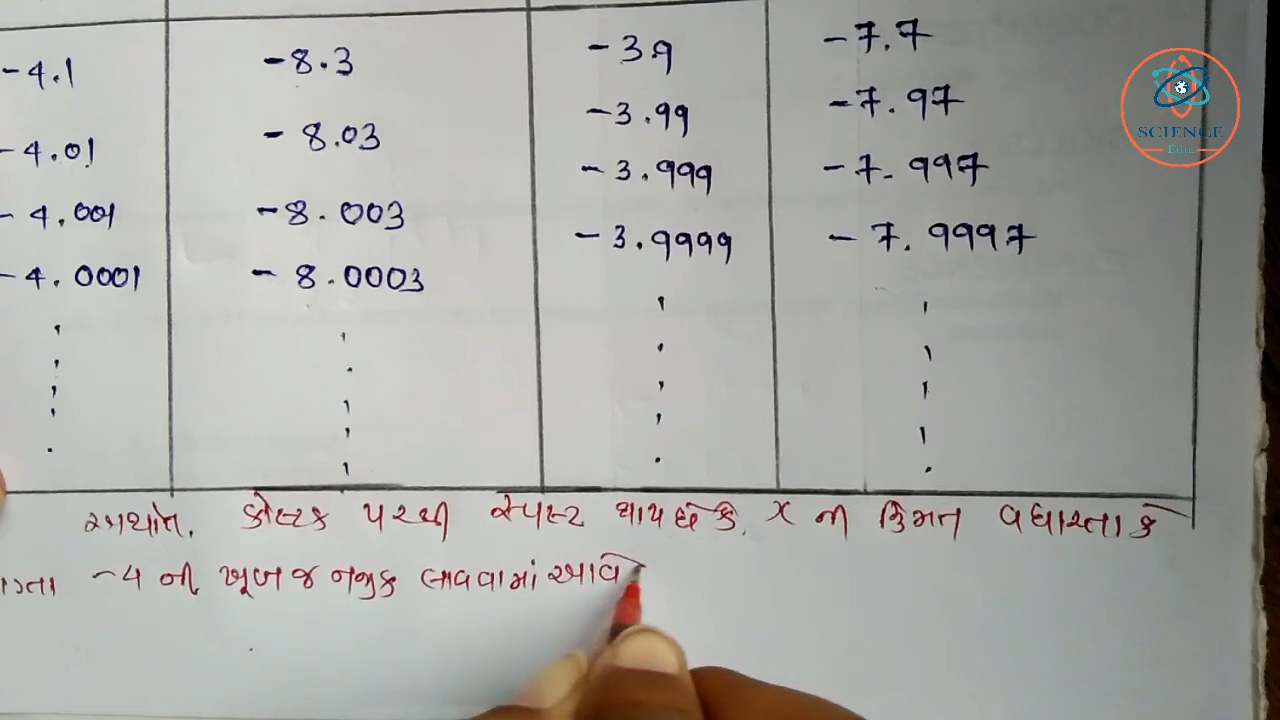 -4.1 -8.3 -3.9 -7.7
-4.01 -8.03 -3.99 -7.97
-4.001 -8.003 -3.999 -7.997
-4.0001 -8.0003 -3.9999 -7.9997
SCIENCE
Edu.
અર્થાત, કોષ્ટક પરથી સ્પષ્ટ થાય છે કે, x ની કિંમત વધારતા કે
-4 ની ખૂબ જ નજીક લાવવામાં આવે